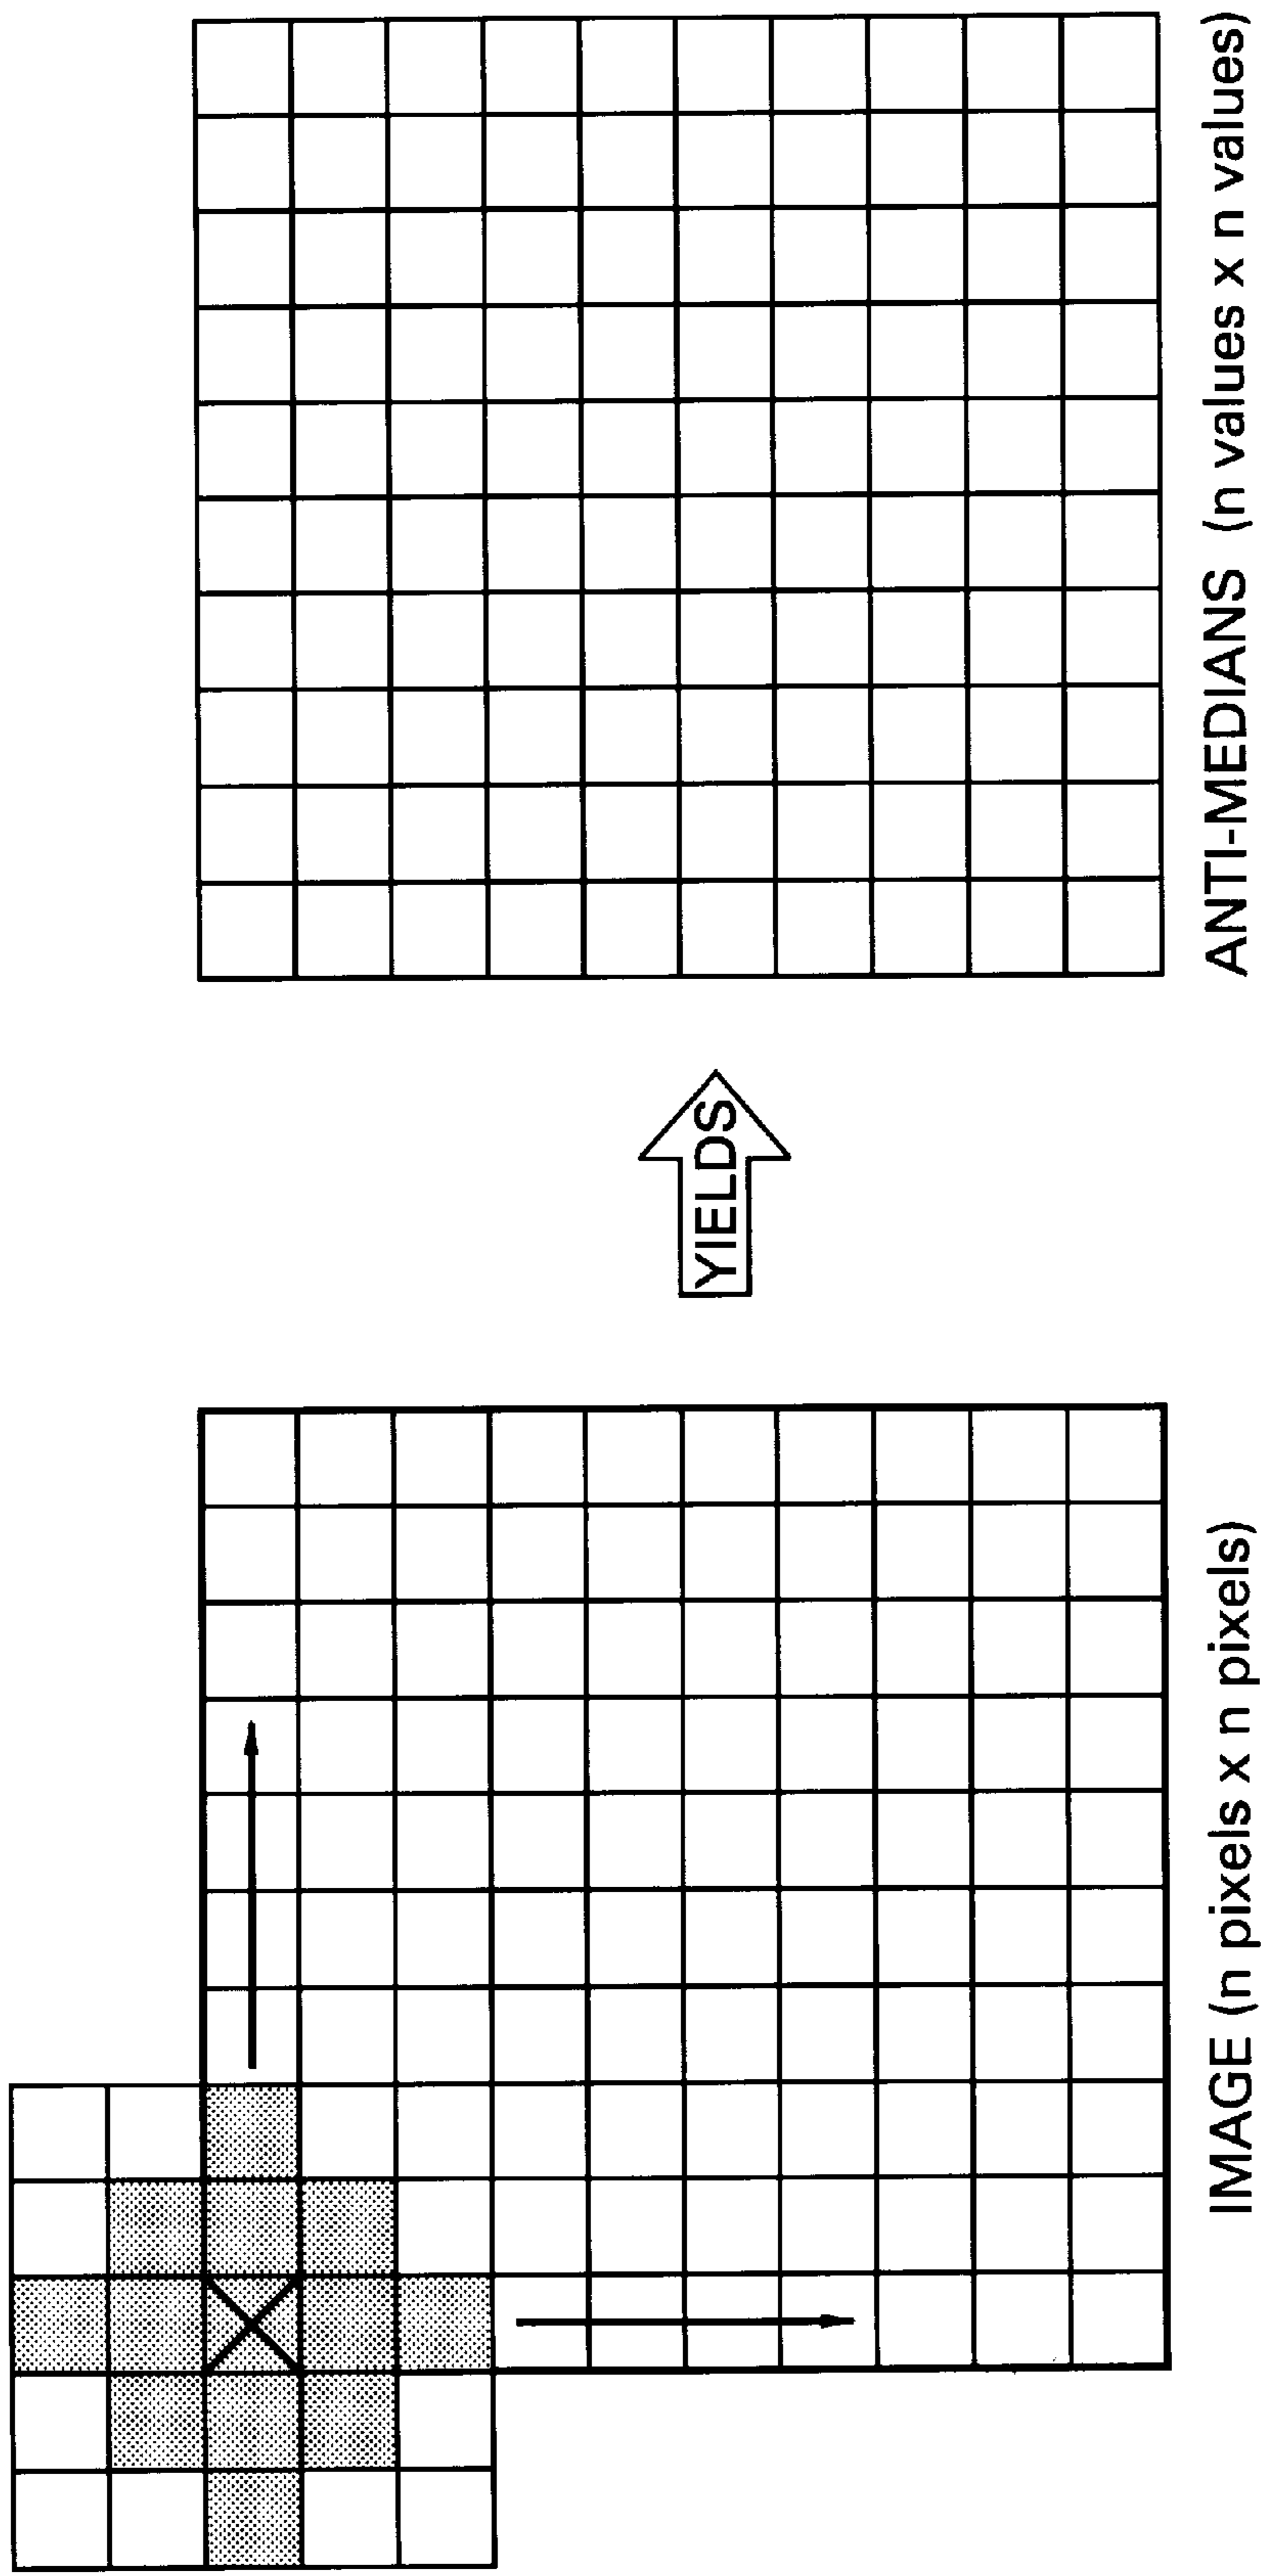 IMAGE (n pixels x n pixels)
YIELDS
ANTI-MEDIANS (n values x n values)